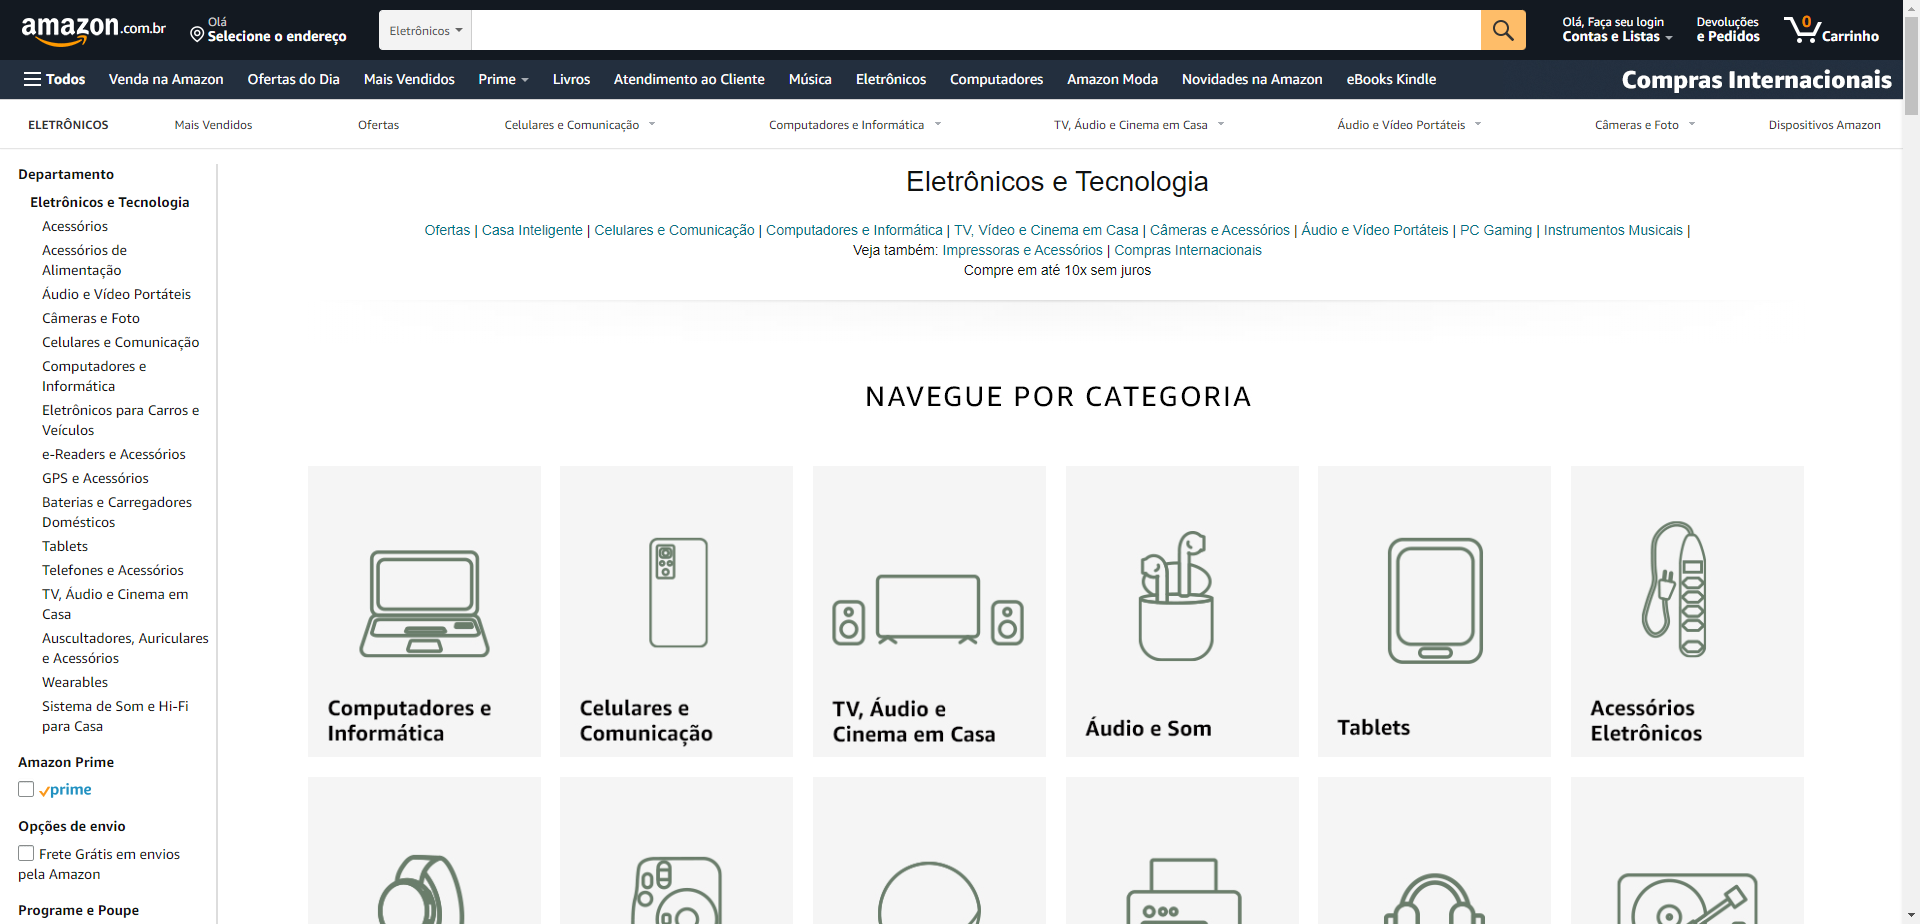 amazon.com.br
Olá
Selecione o endereço
Eletrônicos
Olá, Faça seu login
Contas e Listas
Devoluções
e Pedidos
0
Carrinho
Todos Venda na Amazon Ofertas do Dia Mais Vendidos Prime Livros Atendimento ao Cliente Música Eletrônicos Computadores Amazon Moda Novidades na Amazon eBooks Kindle Compras Internacionais
ELETRÔNICOS Mais Vendidos Ofertas Celulares e Comunicação Computadores e Informática TV, Áudio e Cinema em Casa Áudio e Vídeo Portáteis Câmeras e Foto Dispositivos Amazon
Departamento
Eletrônicos e Tecnologia
Acessórios
Acessórios de
Alimentação
Áudio e Vídeo Portáteis
Câmeras e Foto
Celulares e Comunicação
Computadores e
Informática
Eletrônicos para Carros e
Veículos
e-Readers e Acessórios
GPS e Acessórios
Baterias e Carregadores
Domésticos
Tablets
Telefones e Acessórios
TV, Áudio e Cinema em
Casa
Auscultadores, Auriculares
e Acessórios
Wearables
Sistema de Som e Hi-Fi
para Casa
Amazon Prime
prime
Opções de envio
Frete Grátis em envios
pela Amazon
Programe e Poupe
Eletrônicos e Tecnologia
Ofertas | Casa Inteligente | Celulares e Comunicação | Computadores e Informática | TV, Vídeo e Cinema em Casa | Câmeras e Acessórios | Áudio e Vídeo Portáteis | PC Gaming | Instrumentos Musicais |
Veja também: Impressoras e Acessórios | Compras Internacionais
Compre em até 10x sem juros
NAVEGUE POR CATEGORIA
Computadores e
Informática
Celulares e
Comunicação
TV, Áudio e
Cinema em Casa
Áudio e Som
Tablets
Acessórios
Eletrônicos